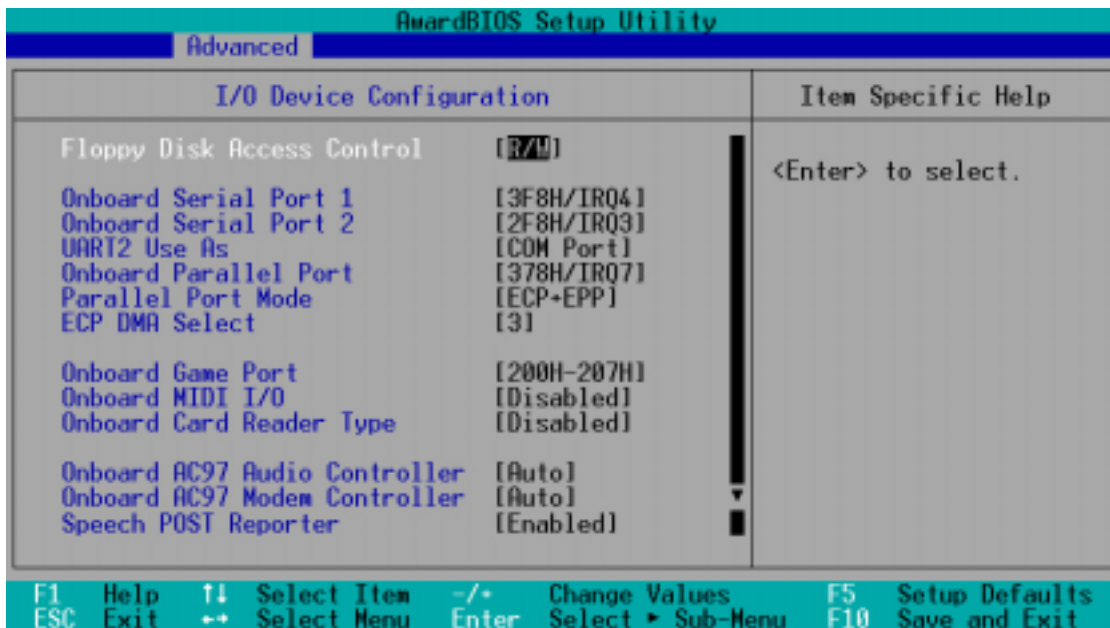 AwardBIOS Setup Utility
Advanced
I/O Device Configuration
Item Specific Help
Floppy Disk Access Control [R/W]
<Enter> to select.
Onboard Serial Port 1 [3F8H/IRQ4]
Onboard Serial Port 2 [2F8H/IRQ3]
UART2 Use As [COM Port]
Onboard Parallel Port [378H/IRQ7]
Parallel Port Mode [ECP+EPP]
ECP DMA Select [3]
Onboard Game Port [200H-207H]
Onboard MIDI I/O [Disabled]
Onboard Card Reader Type [Disabled]
Onboard AC97 Audio Controller [Auto]
Onboard AC97 Modem Controller [Auto]
Speech POST Reporter [Enabled]
F1 Help ↑↓ Select Item -/+ Change Values F5 Setup Defaults
ESC Exit ←→ Select Menu Enter Select ► Sub-Menu F10 Save and Exit